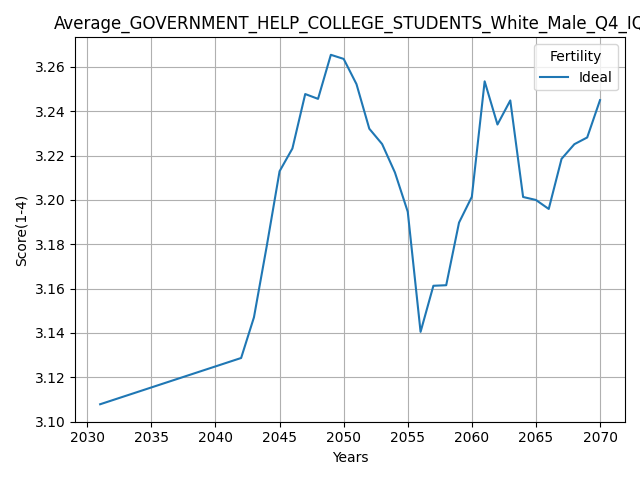 Average_GOVERNMENT_HELP_COLLEGE_STUDENTS_White_Male_Q4_IQ
Fertility
Ideal
3.26
3.24
3.22
3.20
3.18
3.16
3.14
3.12
3.10
Score(1-4)
2030 2035 2040 2045 2050 2055 2060 2065 2070
Years